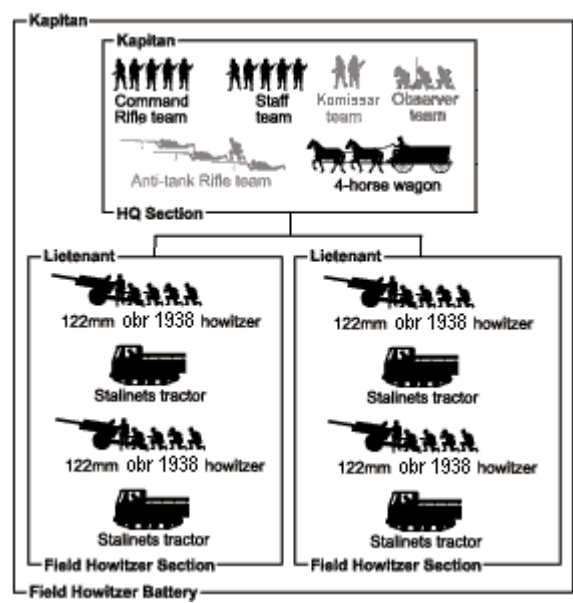 Kapitan
Kapitan
Command
Rifle team
Staff
team
Komissar
team
Observer
team
Anti-tank Rifle team
4-horse wagon
HQ Section
Lietenant
122mm obr 1938 howitzer
Stalinets tractor
122mm obr 1938 howitzer
Stalinets tractor
Field Howitzer Section
Lietenant
122mm obr 1938 howitzer
Stalinets tractor
122mm obr 1938 howitzer
Stalinets tractor
Field Howitzer Section
Field Howitzer Battery